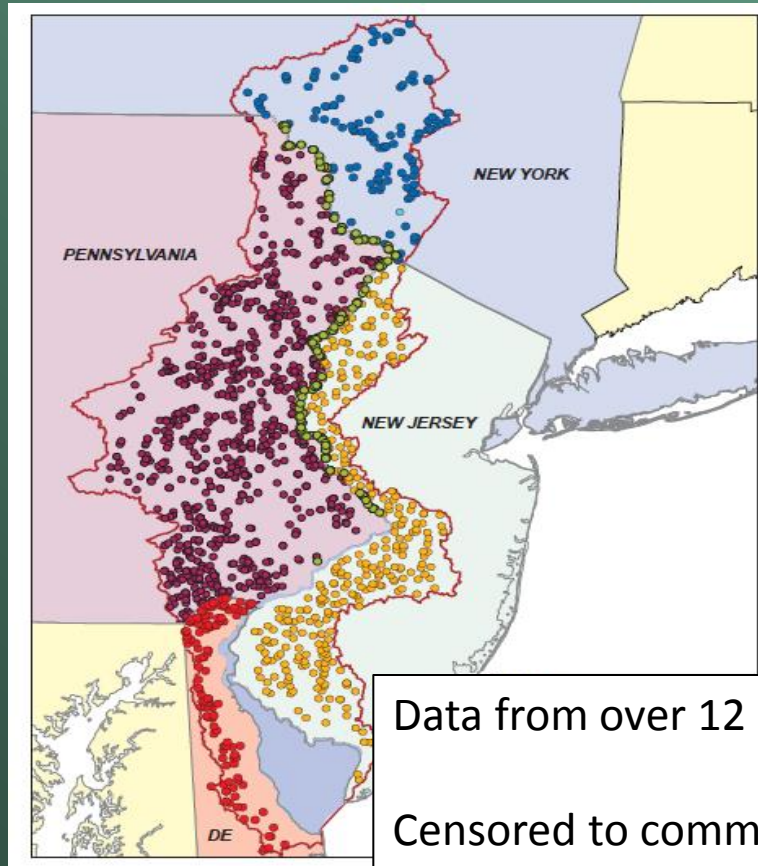 NEW YORK
PENNSYLVANIA
NEW JERSEY
Data from over 12
Censored to comm
DE